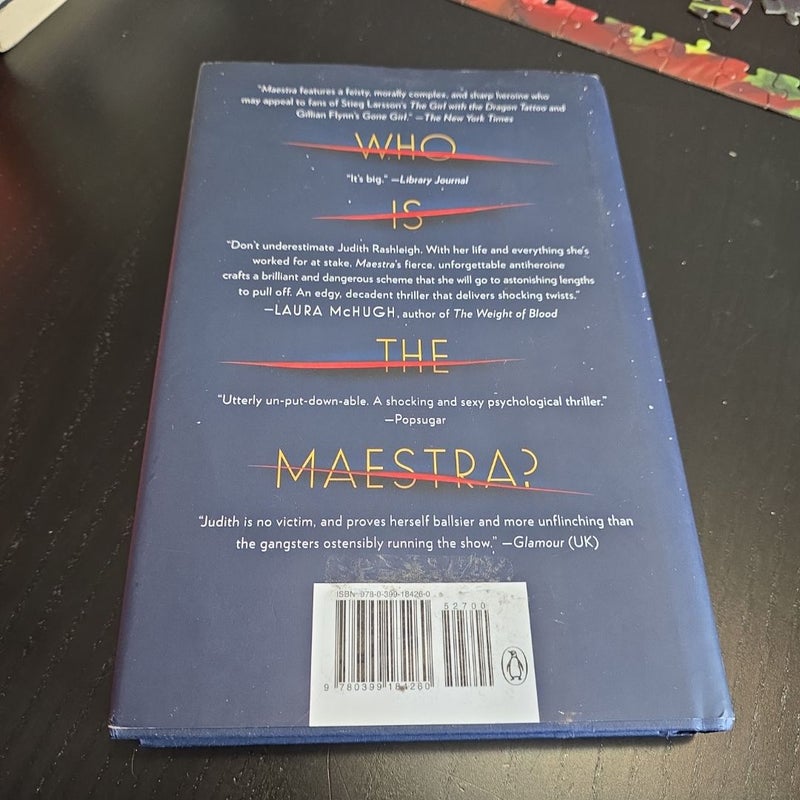 "Maestra features a feisty, morally complex, and sharp heroine who
may appeal to fans of Stieg Larsson's The Girl with the Dragon Tattoo and
Gillian Flynn's Gone Girl." —The New York Times
WHO
"It's big." —Library Journal
IS
"Don't underestimate Judith Rashleigh. With her life and everything she's
worked for at stake, Maestra's fierce, unforgettable antiheroine
crafts a brilliant and dangerous scheme that she will go to astonishing lengths
to pull off. An edgy, decadent thriller that delivers shocking twists."
—LAURA McHUGH, author of The Weight of Blood
THE
"Utterly un-put-down-able. A shocking and sexy psychological thriller."
—Popsugar
MAESTRA?
"Judith is no victim, and proves herself ballsier and more unflinching than
the gangsters ostensibly running the show." —Glamour (UK)
ISBN 978-0-399-18426-0
52700
9 780399 184260